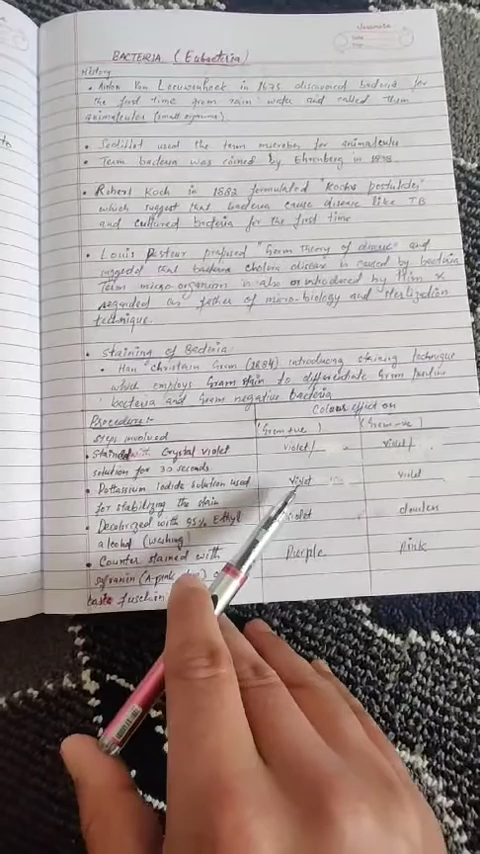 BACTERIA (Eubacteria)
History
• Anton Van Leeuwenhoek in 1675 discovered bacteria for
the first time from rain water and called them
animalcules (small organisms).
• Sedillot used the term microbes for animalcules
• Term bacteria was coined by Ehrenberg in 1838.
• Robert Koch in 1882 formulated "Kochs postulates"
which suggest that bacteria cause disease like TB
and cultured bacteria for the first time
• Louis Pasteur proposed "Germ theory of disease" and
suggest that bacteria cholera disease is caused by bacteria
Term micro-organism is also introduced by Him &
regarded as father of micro-biology and sterilization
technique.
• Staining of Bacteria:
• Han Christain Gram (1884) introducing staining technique
which employs Gram stain to differentiate Gram positive
bacteria and Gram negative bacteria
Procedure:- Colour effect on
Steps involved (Gram+ve) (Gram-ve)
• Stained with Crystal violet violet violet
solution for 30 seconds
• Potassium Iodide solution used violet violet
for stabilizing the stain
• Decolorized with 95% Ethyl violet
alcohol (washing)
• Counter stained with Purple Pink
safranin (A-pink
basic fuschin